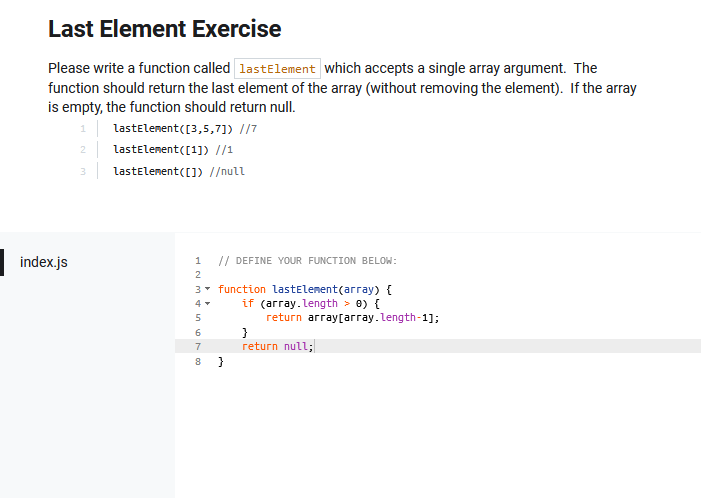 Last Element Exercise
Please write a function called lastElement which accepts a single array argument.  The
function should return the last element of the array (without removing the element).  If the array
is empty, the function should return null.
1 lastElement([3,5,7]) //7
2 lastElement([1]) //1
3 lastElement([]) //null
index.js
1 // DEFINE YOUR FUNCTION BELOW:
2
3 function lastElement(array) {
4     if (array.length > 0) {
5         return array[array.length-1];
6     }
7     return null;
8 }